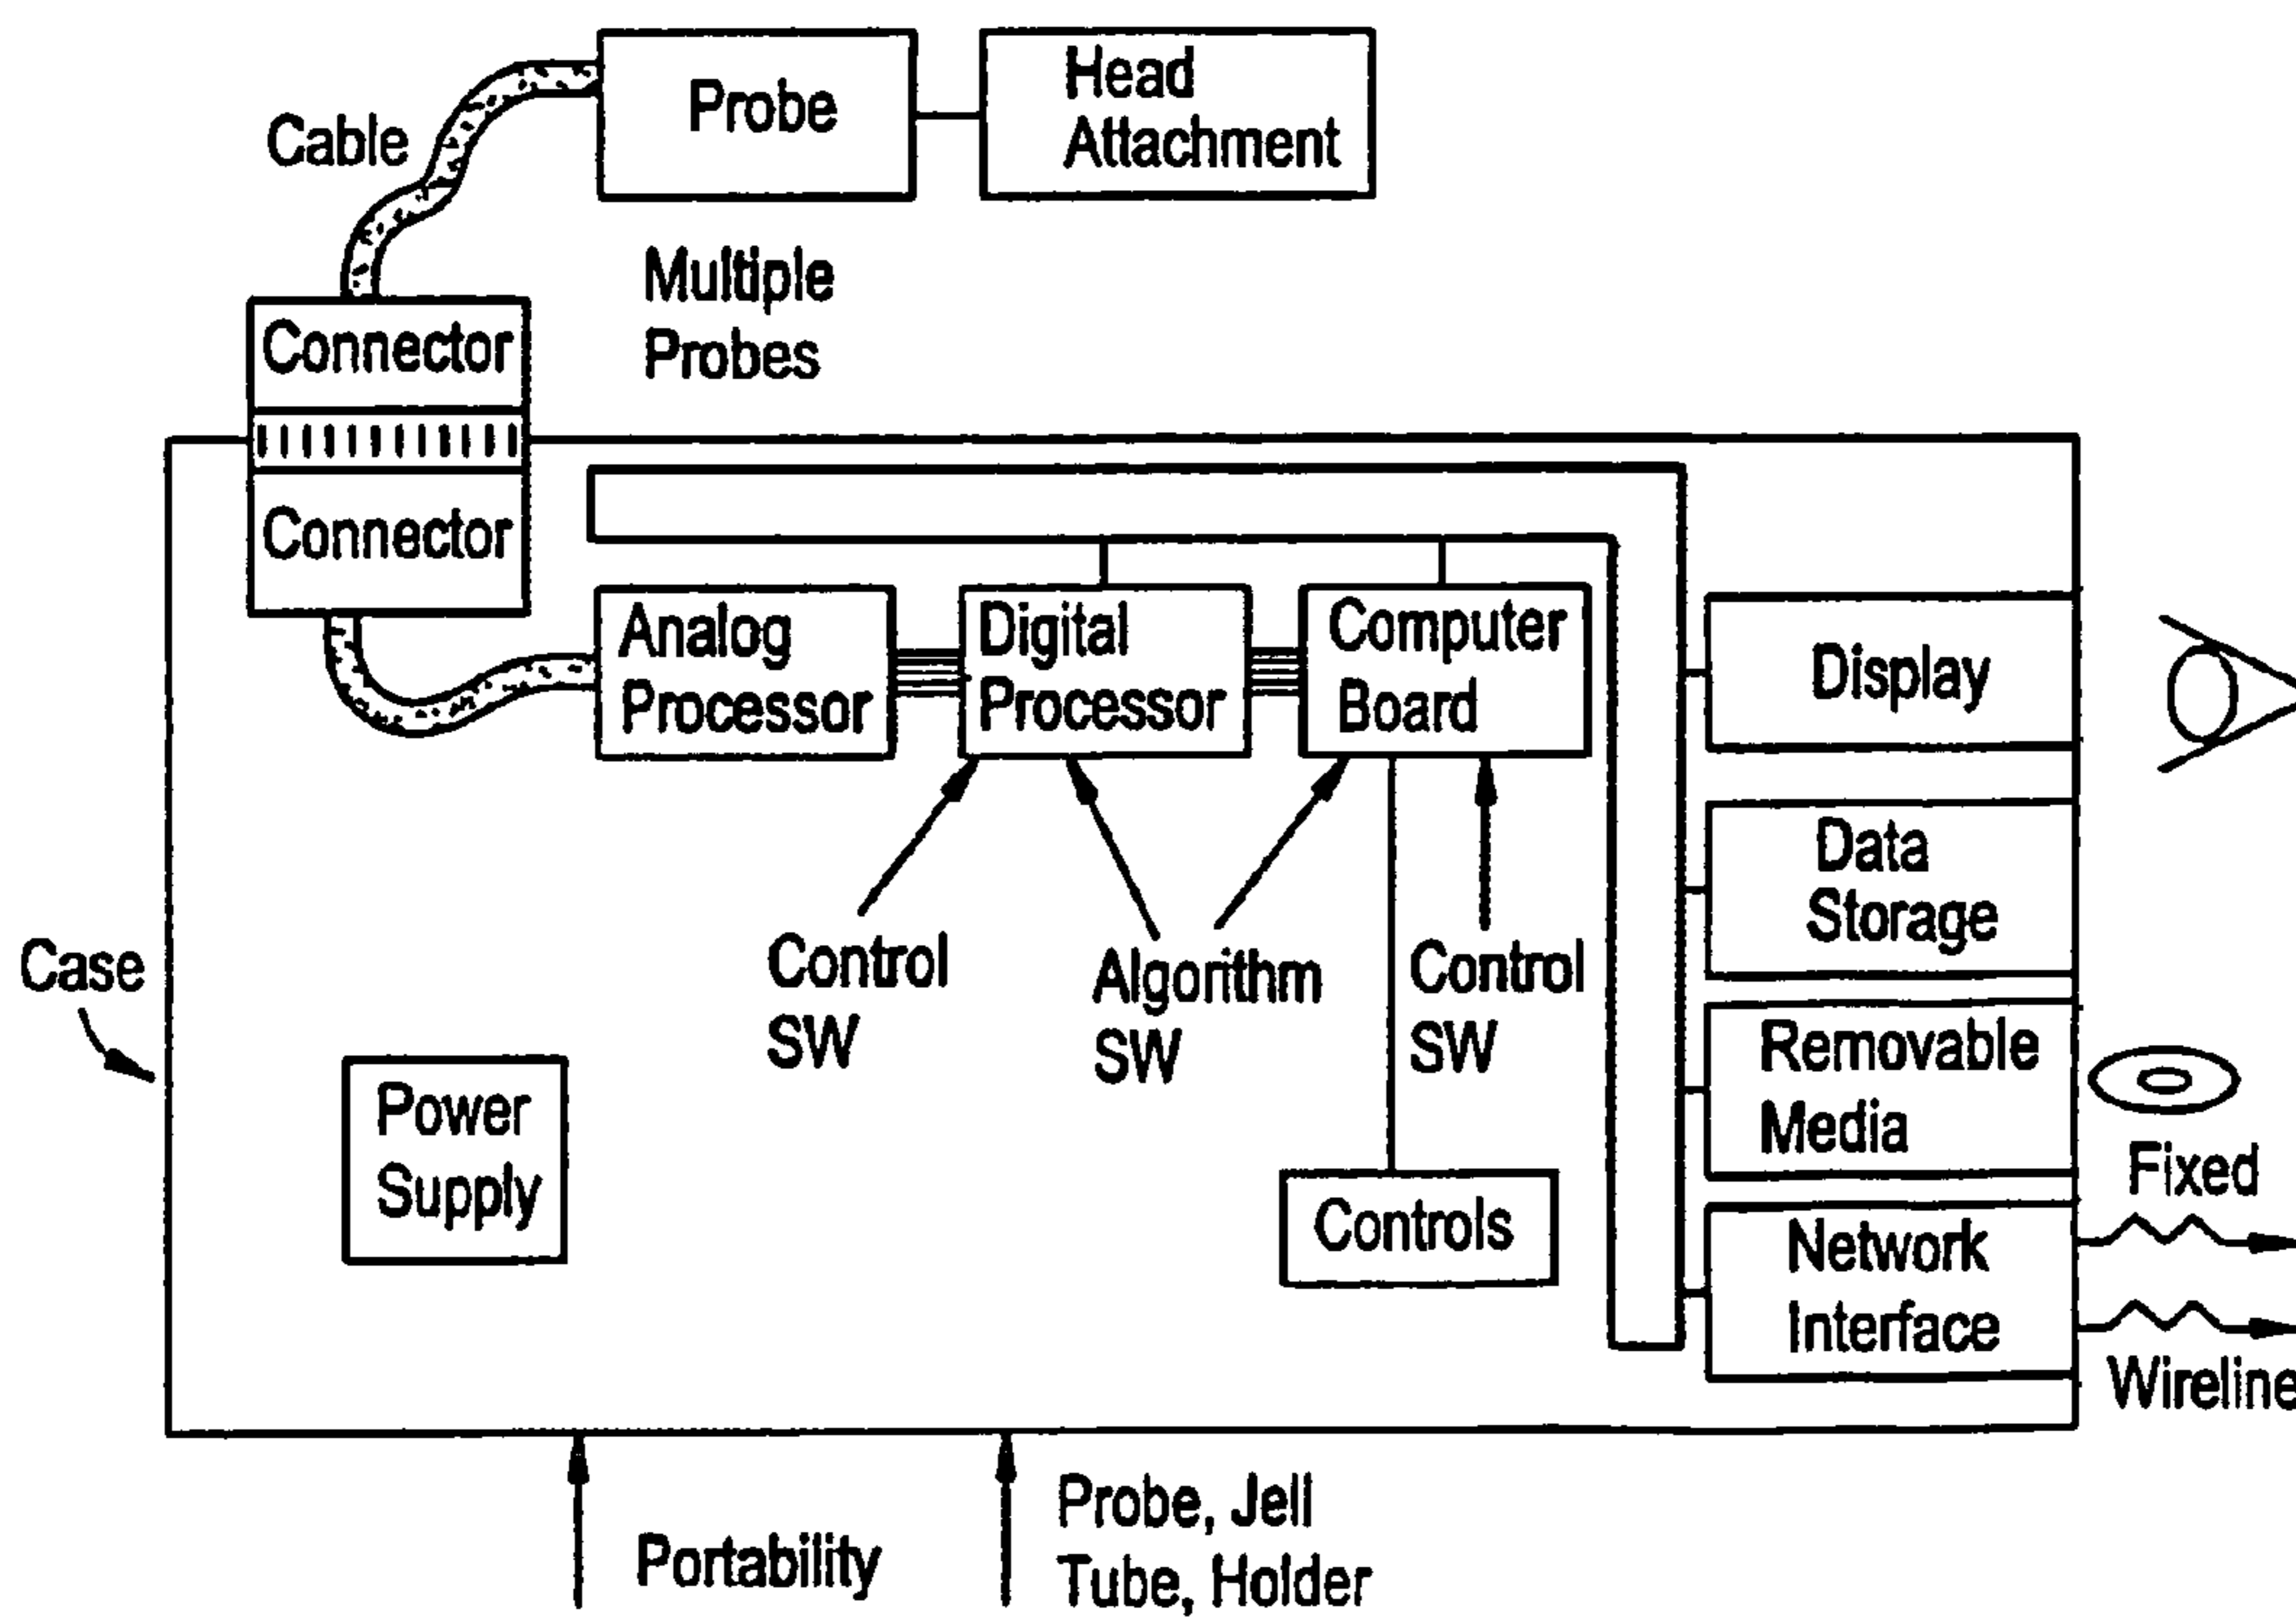 Probe
Head
Attachment
Cable
Multiple
Probes
Connector
Connector
Analog
Processor
Digital
Processor
Computer
Board
Display
Data
Storage
Control
SW
Algorithm
SW
Control
SW
Case
Removable
Media
Power
Supply
Fixed
Controls
Network
Interface
Wireline
Portability
Probe, Jell
Tube, Holder